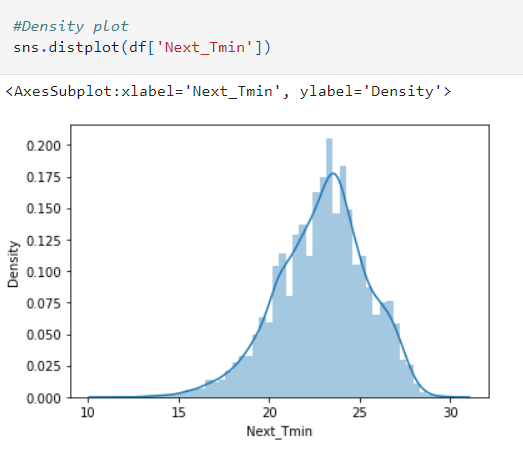 #Density plot
sns.distplot(df['Next_Tmin'])
<AxesSubplot:xlabel='Next_Tmin', ylabel='Density'>
0.200
0.175
0.150
0.125
0.100
0.075
0.050
0.025
0.000
Density
10 15 20 25 30
Next_Tmin